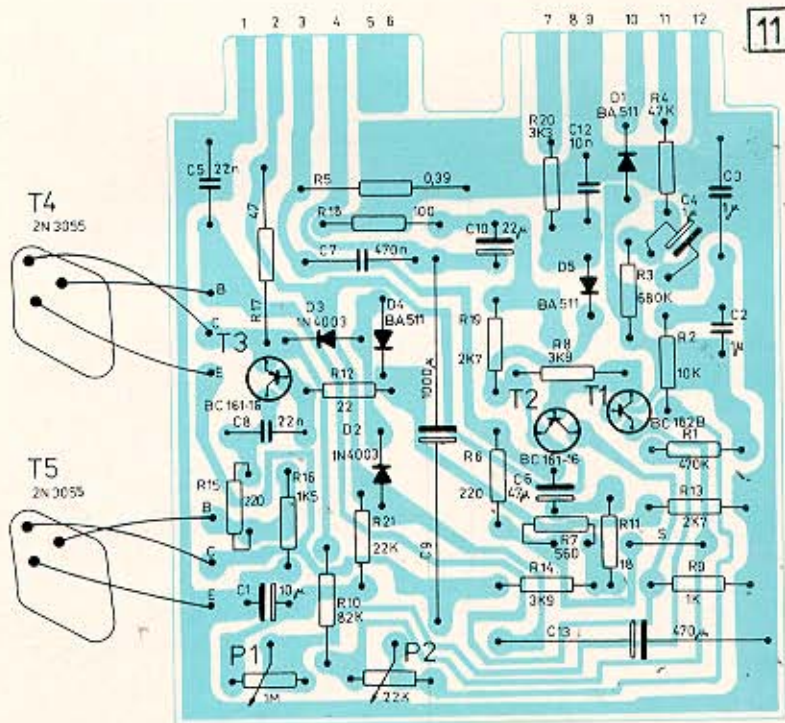 1 2 3 4 5 6 7 8 9 10 11 12
11
D1
BA 511
R4
47K
R20
3K3
C12
10n
C5 22n
R5 0,39
C3
1µ
C4
1µ
T4
2N 3055
47
R18 100
C10 22µ
C7 470n
D5
BA 511
R3
680K
B
R17
D3
1N4003
D4
BA511
R19
2K7
C2
1µ
C
T3
R8
3K9
R2
10K
E
R12
22
1000µ
T2
T1
BC 161-16
BC 182B
C8 22n
D2
1N4003
BC 161-16
R1
470K
T5
2N 3055
R15
220
R16
1K5
R6
220
C6
47µ
R13
2K7
B
R21
22K
R7
560
R11
18
S
C
C9
R14
3K9
R9
1K
E
C1 10µ
R10
82K
C13 470µ
P1
1M
P2
22K